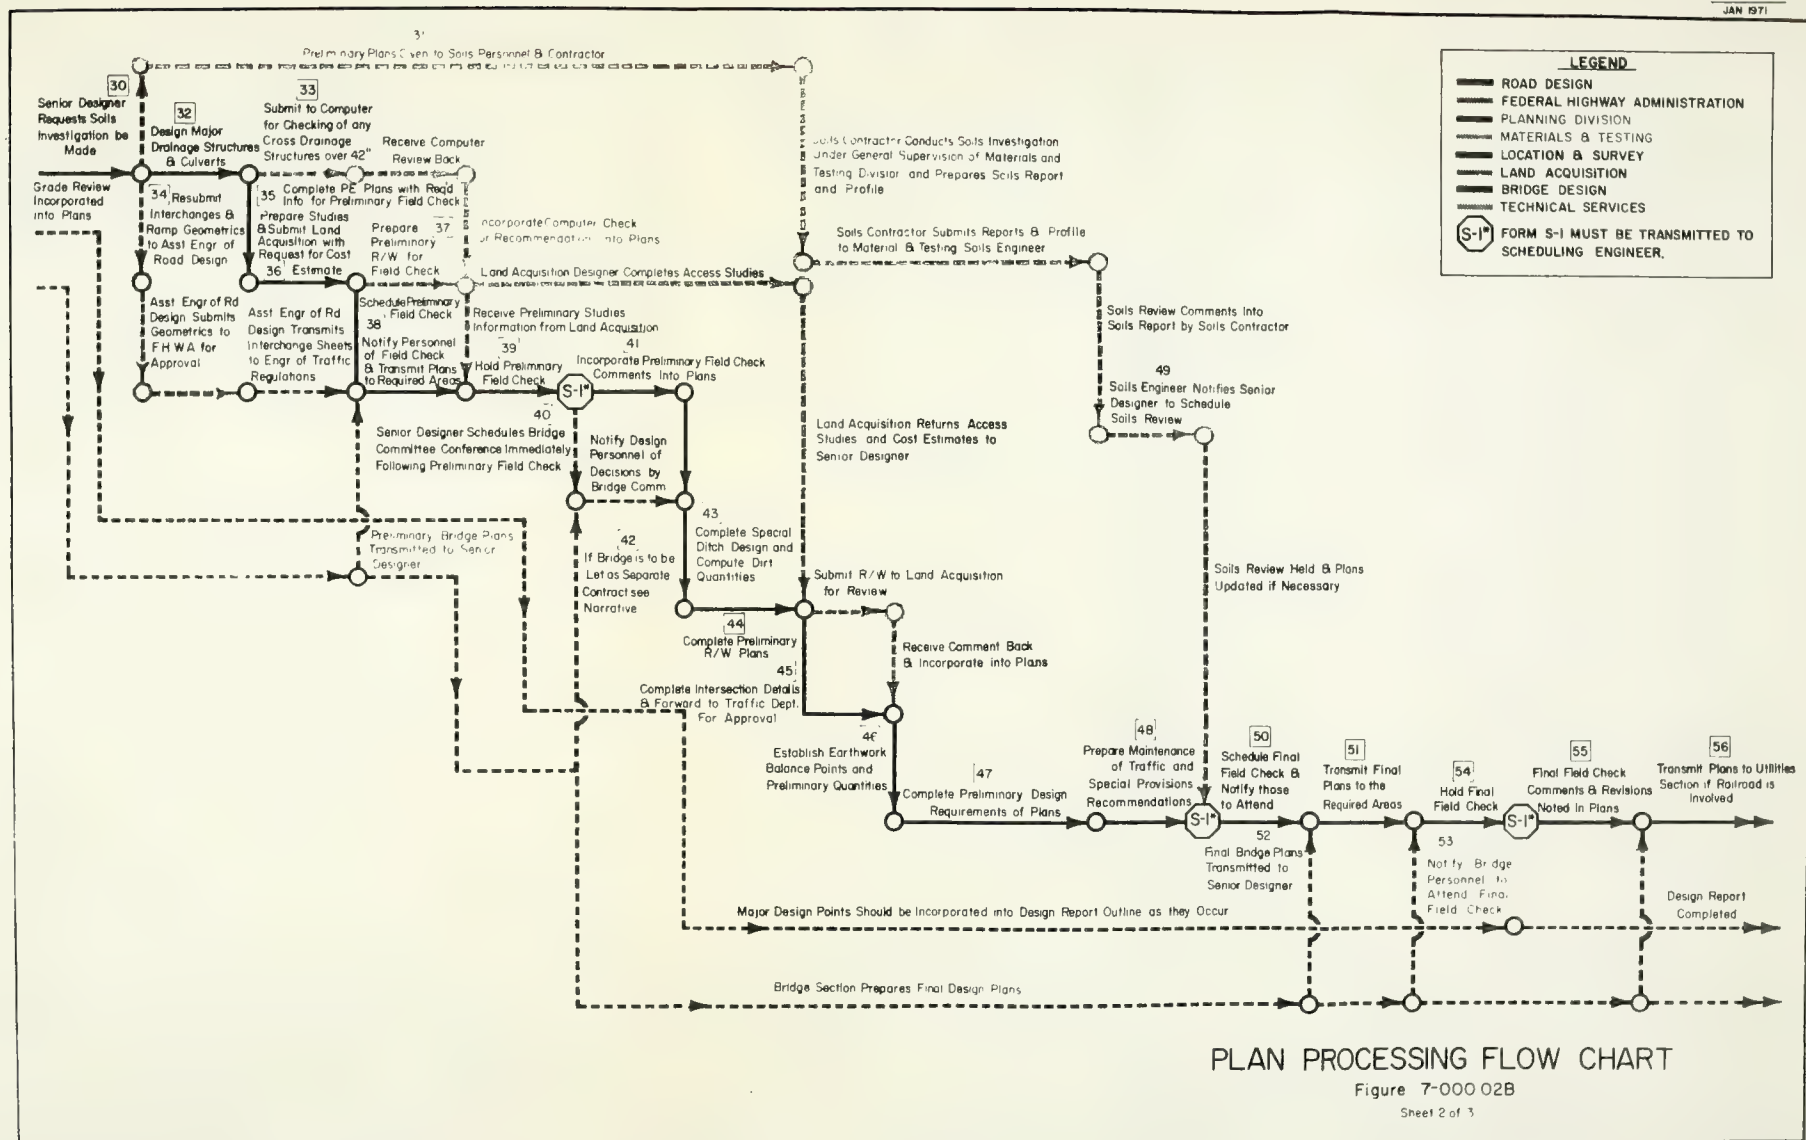 JAN 1971
LEGEND
ROAD DESIGN
FEDERAL HIGHWAY ADMINISTRATION
PLANNING DIVISION
MATERIALS & TESTING
LOCATION & SURVEY
LAND ACQUISITION
BRIDGE DESIGN
TECHNICAL SERVICES
S-1* FORM S-1 MUST BE TRANSMITTED TO
SCHEDULING ENGINEER.
Preliminary Plans Given to Soils Personnel & Contractor
30
Senior Designer
Requests Soils
Investigation be
Made
Grade Review
Incorporated
into Plans
32
Design Major
Drainage Structures
& Culverts
33
Submit to Computer
for Checking of any
Cross Drainage
Structures over 42"
Receive Computer
Review Back
34 Resubmit
Interchanges &
Ramp Geometrics
to Asst Engr of
Road Design
35 Complete PE Plans with Req'd
Info for Preliminary Field Check
Prepare Studies
& Submit Land
Acquisition with
Request for Cost
36 Estimate
Prepare 37
Preliminary
R/W for
Field Check
Incorporate Computer Check
or Recommendation into Plans
Land Acquisition Designer Completes Access Studies
Soils Contractor Conducts Soils Investigation
Under General Supervision of Materials and
Testing Division and Prepares Soils Report
and Profile
Soils Contractor Submits Reports & Profile
to Material & Testing Soils Engineer
Soils Review Comments Into
Soils Report by Soils Contractor
49
Soils Engineer Notifies Senior
Designer to Schedule
Soils Review
Asst Engr of Rd
Design Submits
Geometrics to
FHWA for
Approval
Asst Engr of Rd
Design Transmits
Interchange Sheets
to Engr of Traffic
Regulations
Schedule Preliminary
Field Check
38
Notify Personnel
of Field Check
& Transmit Plans
to Required Areas
Receive Preliminary Studies
Information from Land Acquisition
39
Hold Preliminary
Field Check
S-1*
40
41
Incorporate Preliminary Field Check
Comments Into Plans
Senior Designer Schedules Bridge
Committee Conference Immediately
Following Preliminary Field Check
Notify Design
Personnel of
Decisions by
Bridge Comm.
Land Acquisition Returns Access
Studies and Cost Estimates to
Senior Designer
Preliminary Bridge Plans
Transmitted to Senior
Designer
42
If Bridge is to be
Let as Separate
Contract see
Narrative
43
Complete Special
Ditch Design and
Compute Dirt
Quantities
Submit R/W to Land Acquisition
for Review
Soils Review Held & Plans
Updated if Necessary
44
Complete Preliminary
R/W Plans
45
Complete Intersection Details
& Forward to Traffic Dept.
For Approval
Receive Comment Back
& Incorporate into Plans
46
Establish Earthwork
Balance Points and
Preliminary Quantities
47
Complete Preliminary Design
Requirements of Plans
48
Prepare Maintenance
of Traffic and
Special Provisions
Recommendations
S-1*
50
Schedule Final
Field Check &
Notify those
to Attend
51
Transmit Final
Plans to the
Required Areas
54
Hold Final
Field Check
S-1*
55
Final Field Check
Comments & Revisions
Noted in Plans
56
Transmit Plans to Utilities
Section if Railroad is
Involved
52
Final Bridge Plans
Transmitted to
Senior Designer
53
Notify Bridge
Personnel to
Attend Final
Field Check
Design Report
Completed
Major Design Points Should be Incorporated into Design Report Outline as they Occur
Bridge Section Prepares Final Design Plans
PLAN PROCESSING FLOW CHART
Figure 7-000 02B
Sheet 2 of 3